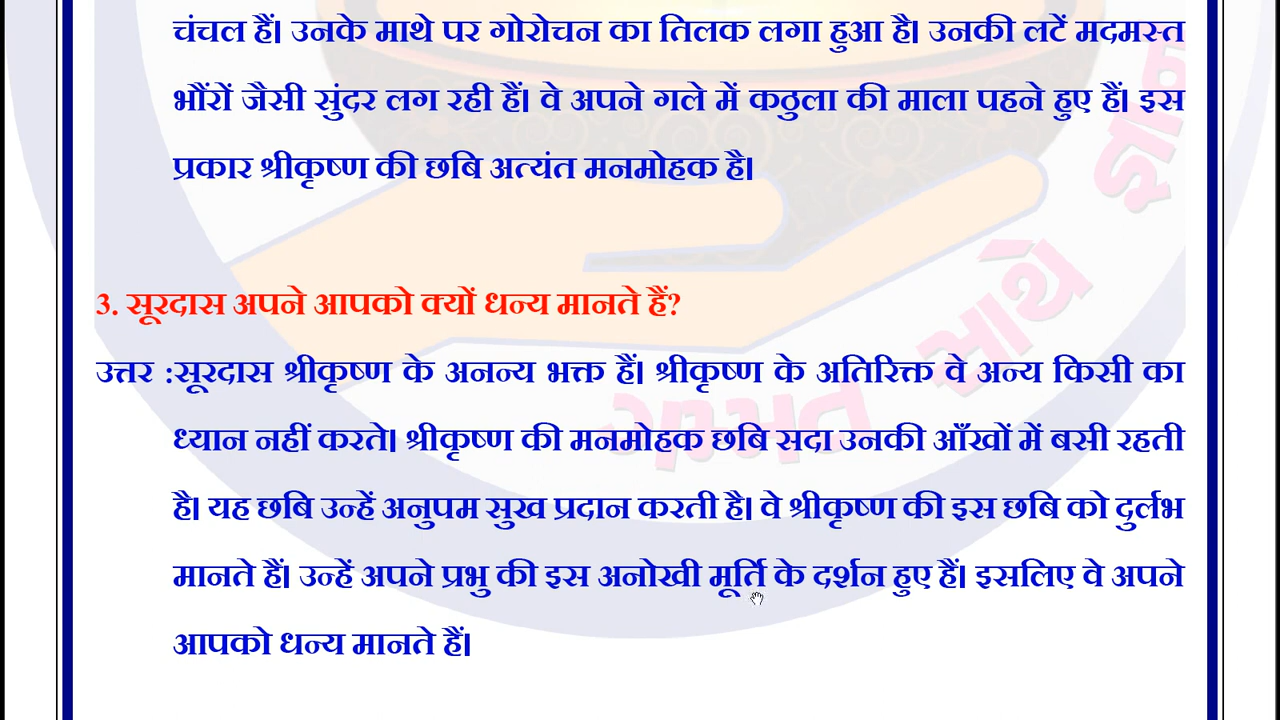 चंचल हैं। उनके माथे पर गोरोचन का तिलक लगा हुआ है। उनकी लटें मदमस्त
भौंरों जैसी सुंदर लग रही हैं। वे अपने गले में कठुला की माला पहने हुए हैं। इस
प्रकार श्रीकृष्ण की छबि अत्यंत मनमोहक है।
3. सूरदास अपने आपको क्यों धन्य मानते हैं?
उत्तर :सूरदास श्रीकृष्ण के अनन्य भक्त हैं। श्रीकृष्ण के अतिरिक्त वे अन्य किसी का
ध्यान नहीं करते। श्रीकृष्ण की मनमोहक छबि सदा उनकी आँखों में बसी रहती
है। यह छबि उन्हें अनुपम सुख प्रदान करती है। वे श्रीकृष्ण की इस छबि को दुर्लभ
मानते हैं। उन्हें अपने प्रभु की इस अनोखी मूर्ति के दर्शन हुए हैं। इसलिए वे अपने
आपको धन्य मानते हैं।
સાથે